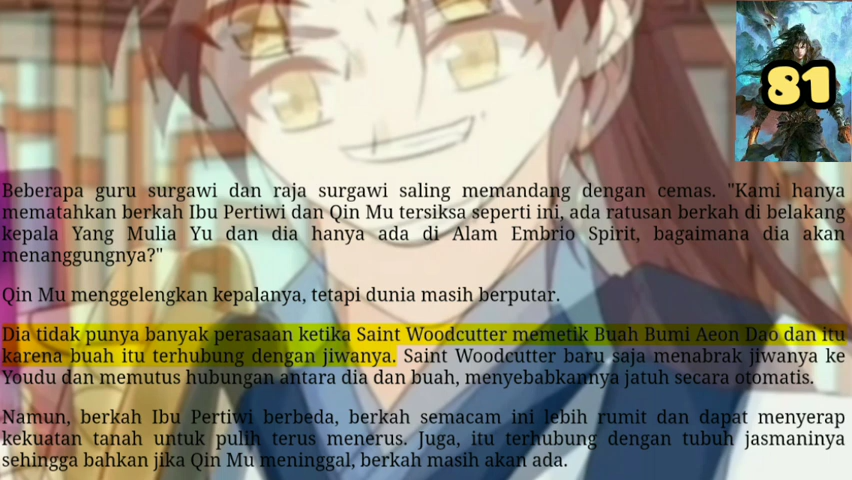 81
Beberapa guru surgawi dan raja surgawi saling memandang dengan cemas. "Kami hanya
mematahkan berkah Ibu Pertiwi dan Qin Mu tersiksa seperti ini, ada ratusan berkah di belakang
kepala Yang Mulia Yu dan dia hanya ada di Alam Embrio Spirit, bagaimana dia akan
menanggungnya?"
Qin Mu menggelengkan kepalanya, tetapi dunia masih berputar.
Dia tidak punya banyak perasaan ketika Saint Woodcutter memetik Buah Bumi Aeon Dao dan itu
karena buah itu terhubung dengan jiwanya. Saint Woodcutter baru saja menabrak jiwanya ke
Youdu dan memutus hubungan antara dia dan buah, menyebabkannya jatuh secara otomatis.
Namun, berkah Ibu Pertiwi berbeda, berkah semacam ini lebih rumit dan dapat menyerap
kekuatan tanah untuk pulih terus menerus. Juga, itu terhubung dengan tubuh jasmaninya
sehingga bahkan jika Qin Mu meninggal, berkah masih akan ada.